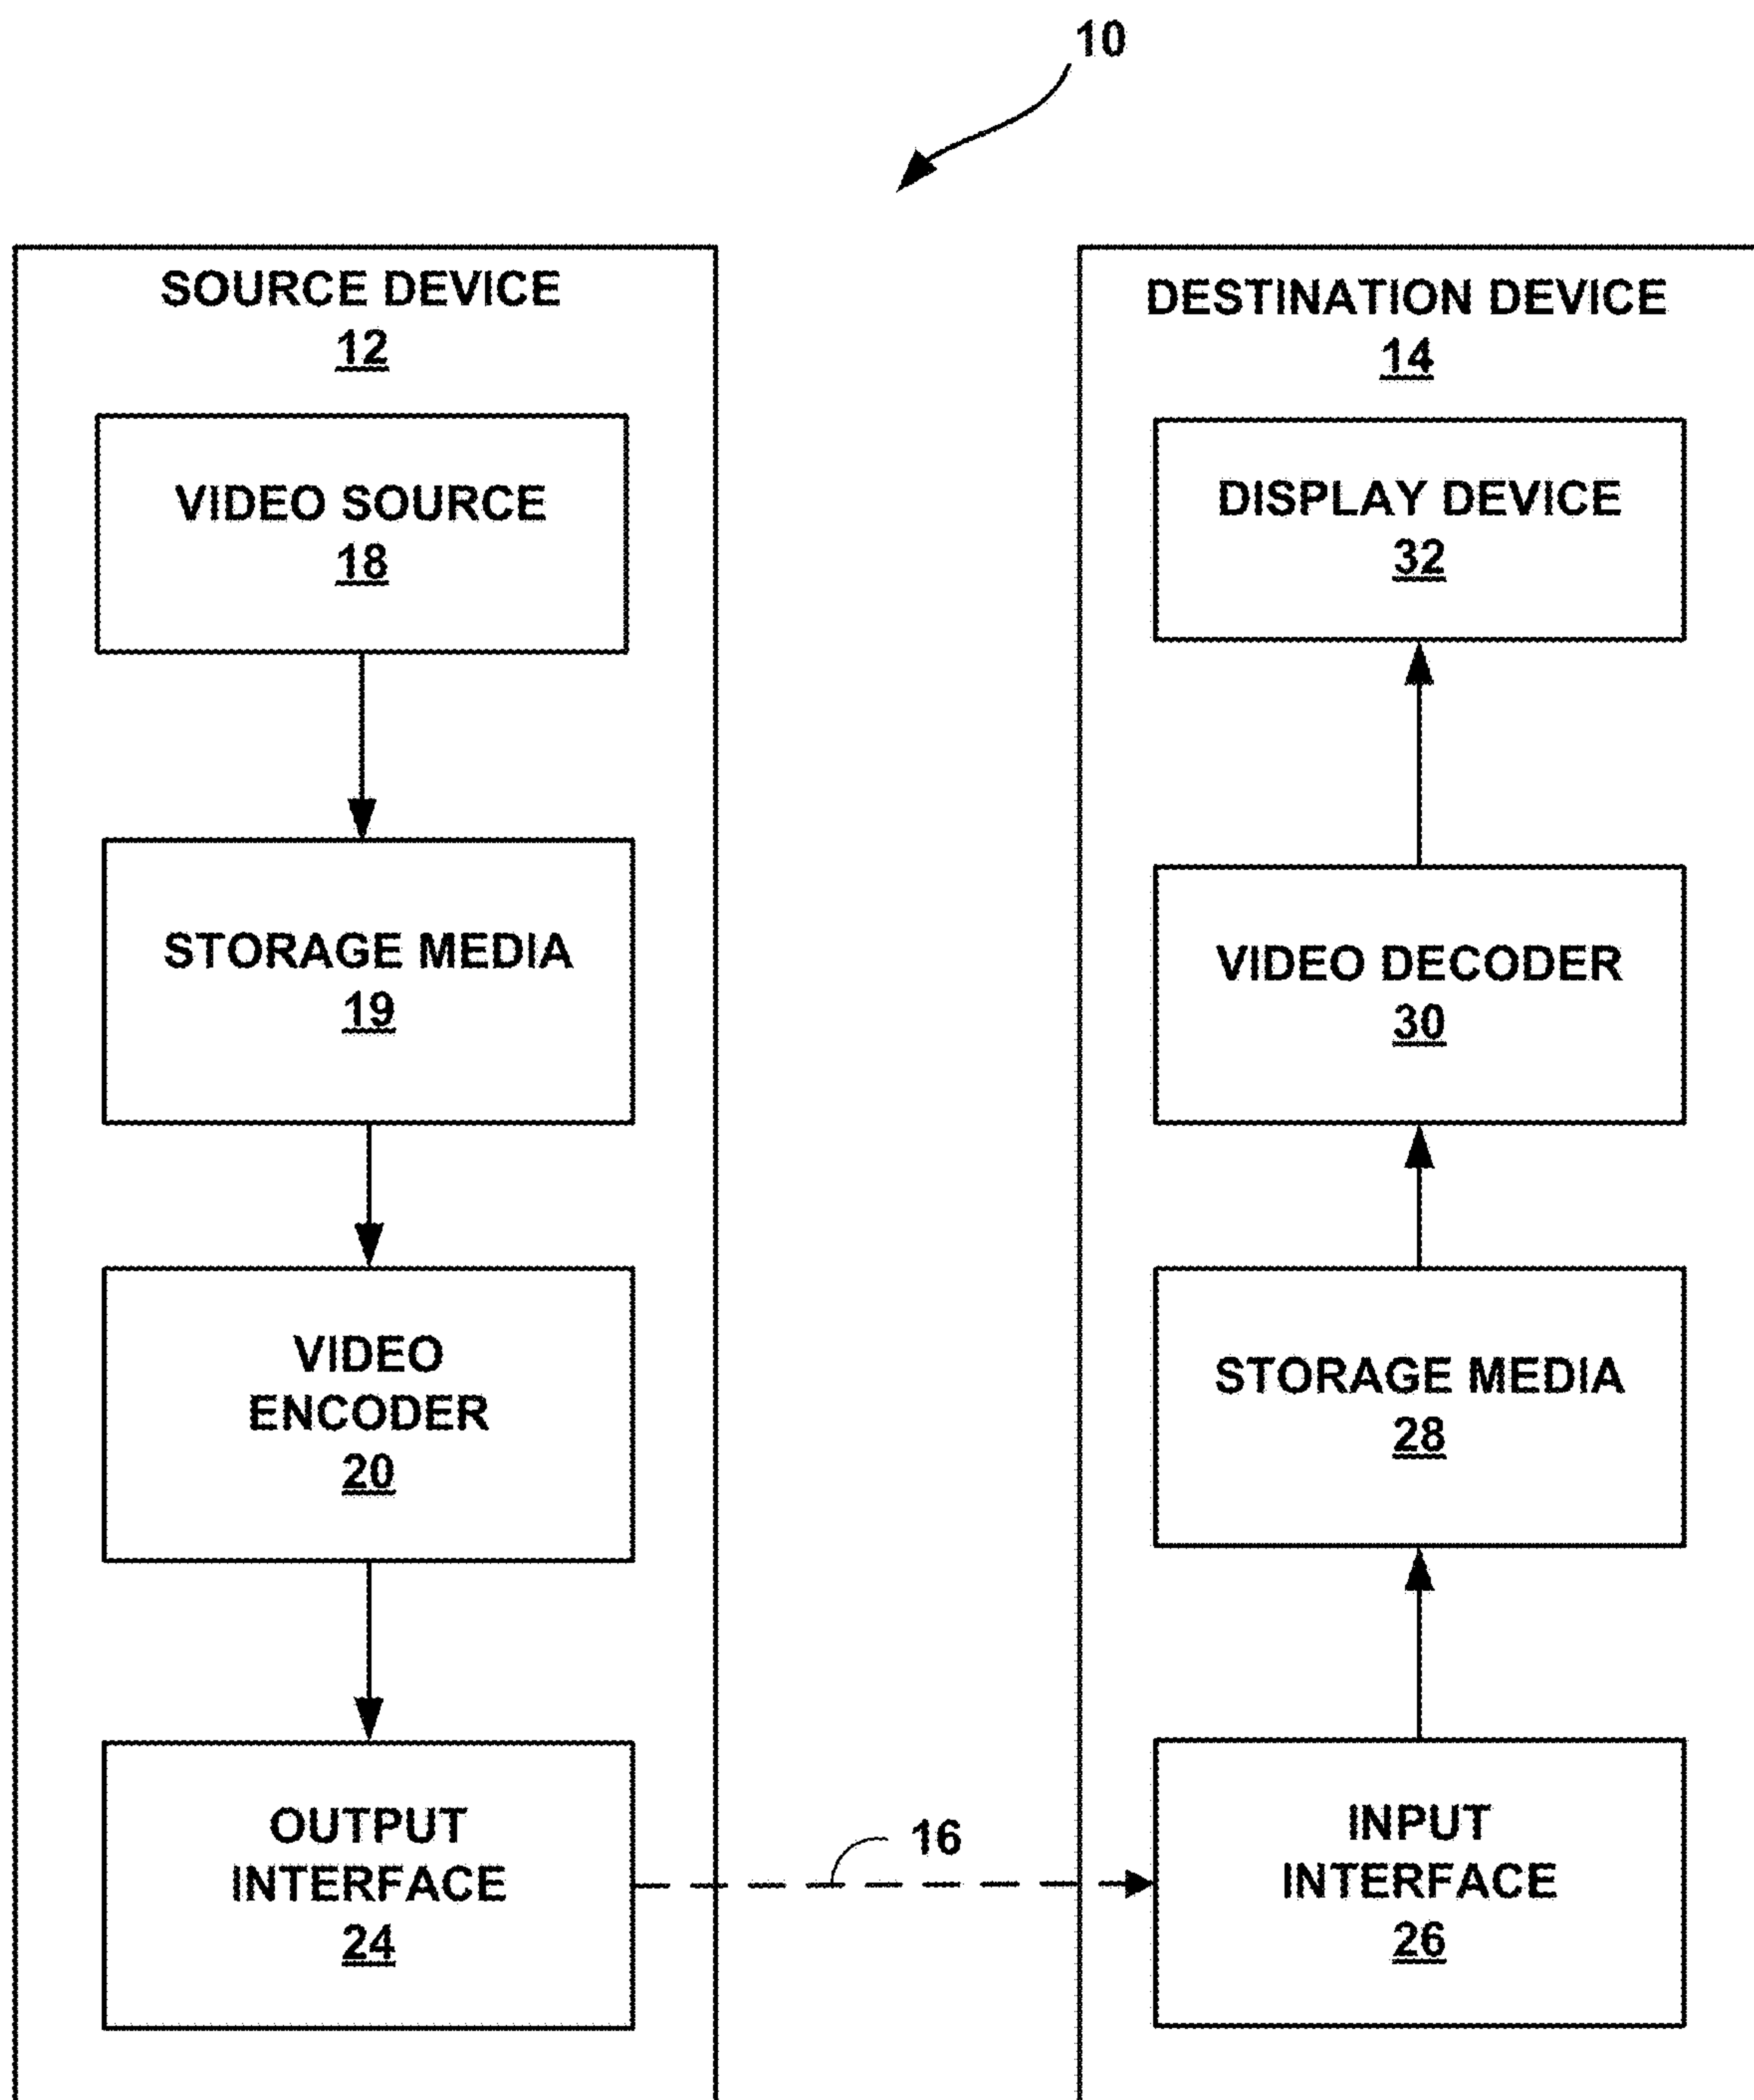 10
SOURCE DEVICE
12
VIDEO SOURCE
18
STORAGE MEDIA
19
VIDEO
ENCODER
20
OUTPUT
INTERFACE
24
16
DESTINATION DEVICE
14
DISPLAY DEVICE
32
VIDEO DECODER
30
STORAGE MEDIA
28
INPUT
INTERFACE
26